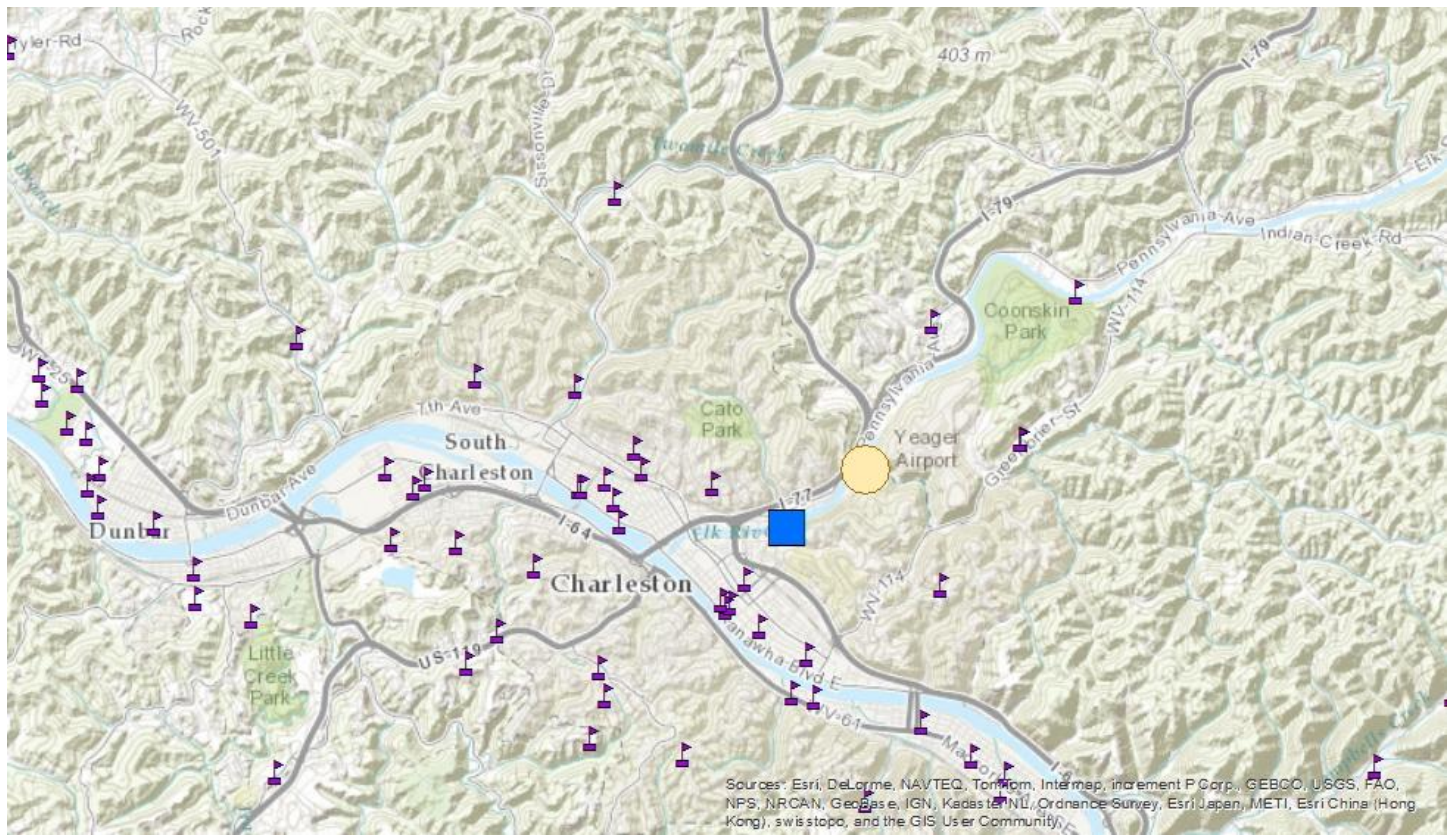 Tyler-Rd
Rock
403 m
I-79
WV-501
Sissonville-Dr
Twomile Creek
Elk-
I-79
Pennsylvania-Ave
Indian-Creek-Rd
Coonskin
Park
WV-114
WV-25
Pennsylvania-Av
7th-Ave
Cato
Park
South
Charleston
Yeager
Airport
Greenbrier-St
I-77
Dunbar-Ave
Dunbar
I-64
Elk River
Charleston
WV-114
Kanawha-Blvd-E
Little
Creek
Park
US-119
WV-61
Sources: Esri, DeLorme, NAVTEQ, TomTom, Intermap, increment P Corp., GEBCO, USGS, FAO,
NPS, NRCAN, GeoBase, IGN, Kadaster NL, Ordnance Survey, Esri Japan, METI, Esri China (Hong
Kong), swisstopo, and the GIS User Community